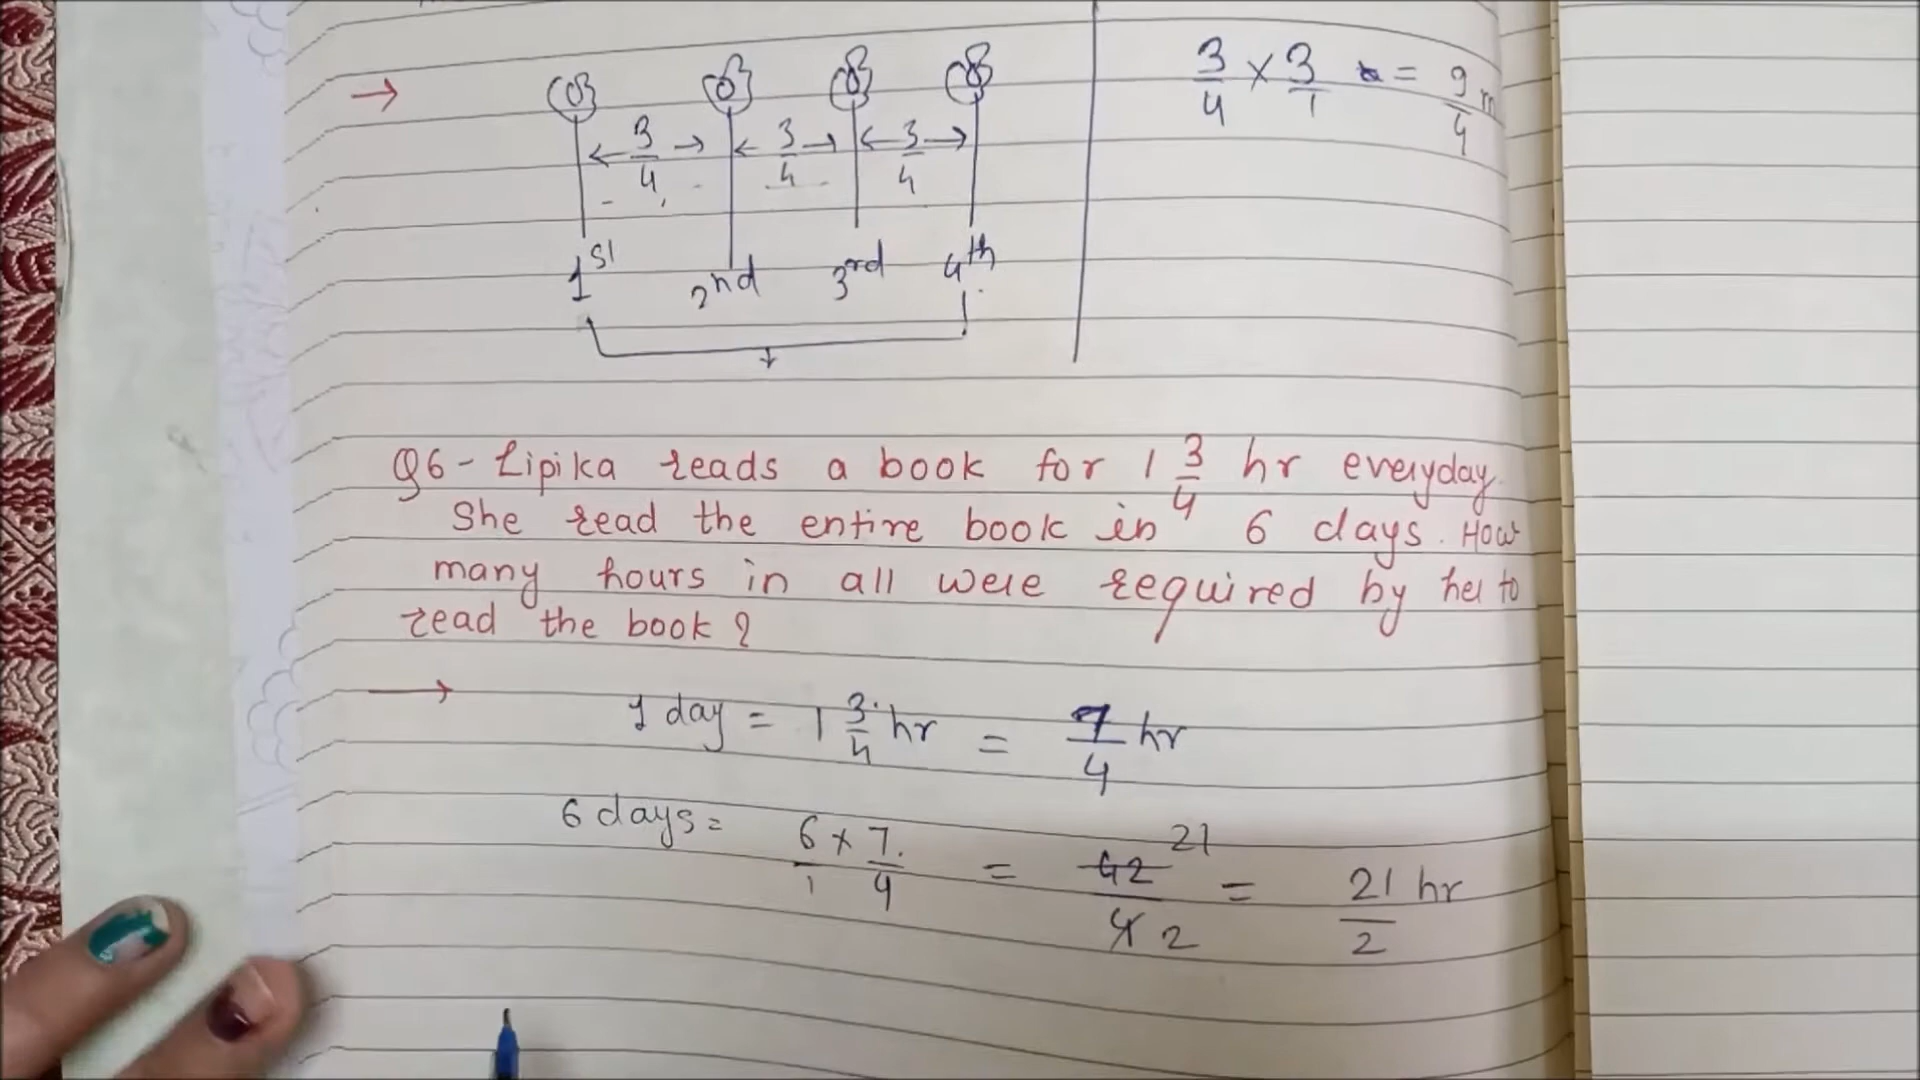 3/4 × 3/1 = 9/4 m
3/4 3/4 3/4
1st 2nd 3rd 4th
Q6 - Lipika reads a book for 1 3/4 hr everyday.
She read the entire book in 6 days. How
many hours in all were required by her to
read the book?
1 day = 1 3/4 hr = 7/4 hr
6 days = 6/1 × 7/4 = 42/4 21 2 = 21/2 hr